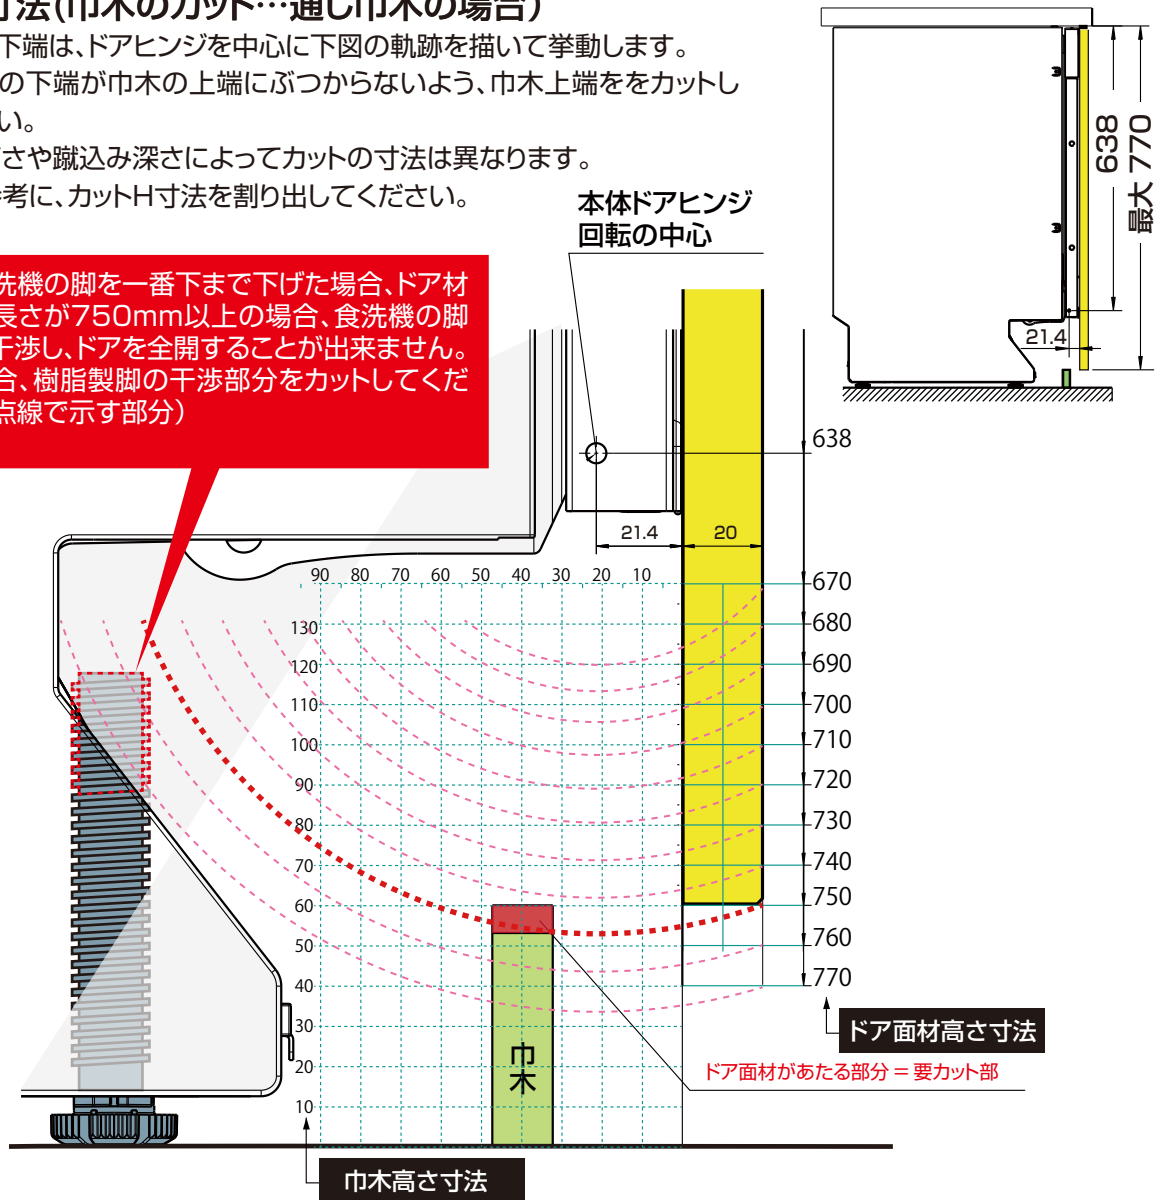 寸法(巾木のカット…通し巾木の場合)
下端は、ドアヒンジを中心に下図の軌跡を描いて挙動します。
の下端が巾木の上端にぶつからないよう、巾木上端ををカットし
い。
さや蹴込み深さによってカットの寸法は異なります。
考に、カットH寸法を割り出してください。
本体ドアヒンジ
回転の中心
638
最大 770
21.4
洗機の脚を一番下まで下げた場合、ドア材
長さが750mm以上の場合、食洗機の脚
干渉し、ドアを全開することが出来ません。
合、樹脂製脚の干渉部分をカットしてくだ
点線で示す部分)
638
21.4
20
90 80 70 60 50 40 30 20 10
670
680
690
700
710
720
730
740
750
760
770
130
120
110
100
90
80
70
60
50
40
30
20
10
巾木
ドア面材高さ寸法
ドア面材があたる部分 = 要カット部
巾木高さ寸法